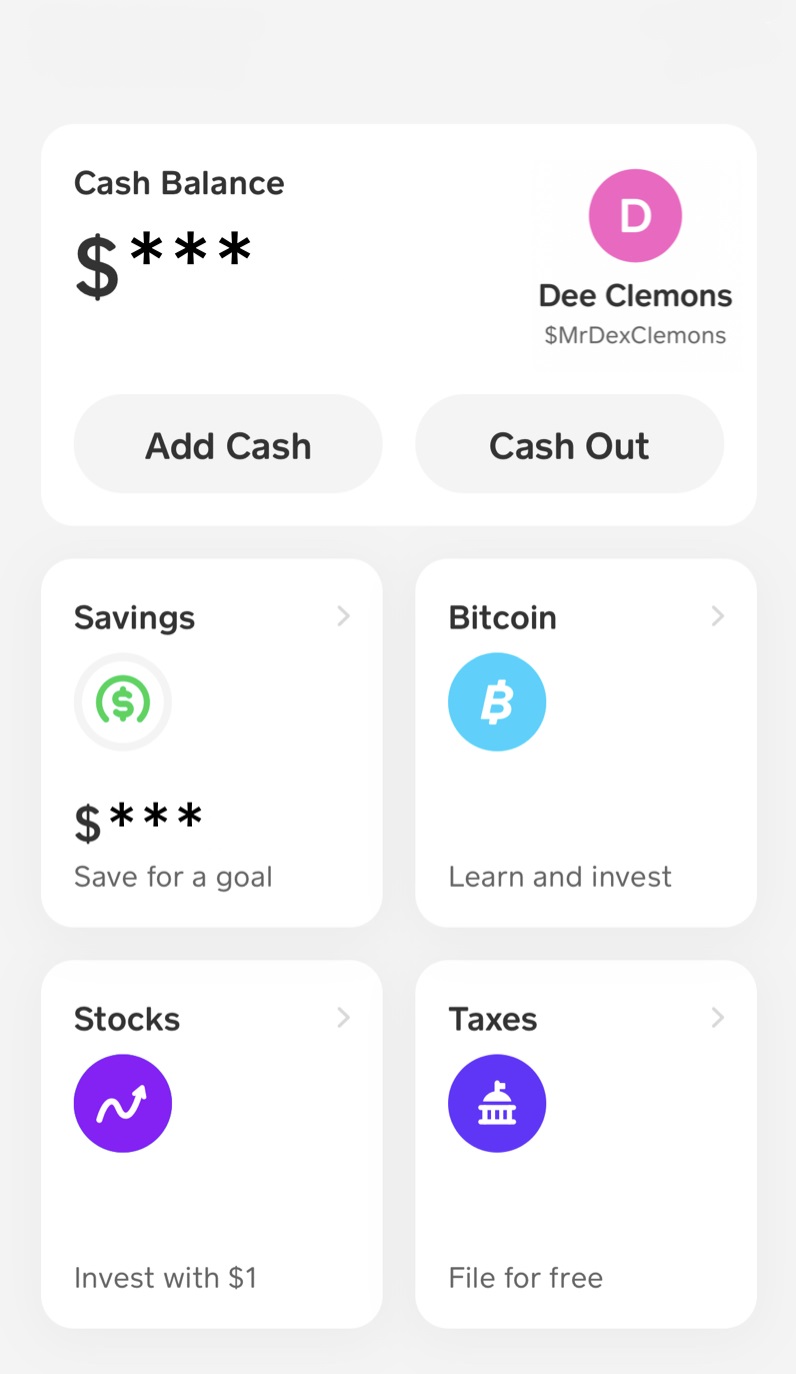 Cash Balance
$***
D
Dee Clemons
$MrDexClemons
Add Cash
Cash Out
Savings
$***
Save for a goal
Bitcoin
₿
Learn and invest
Stocks
Invest with $1
Taxes
File for free